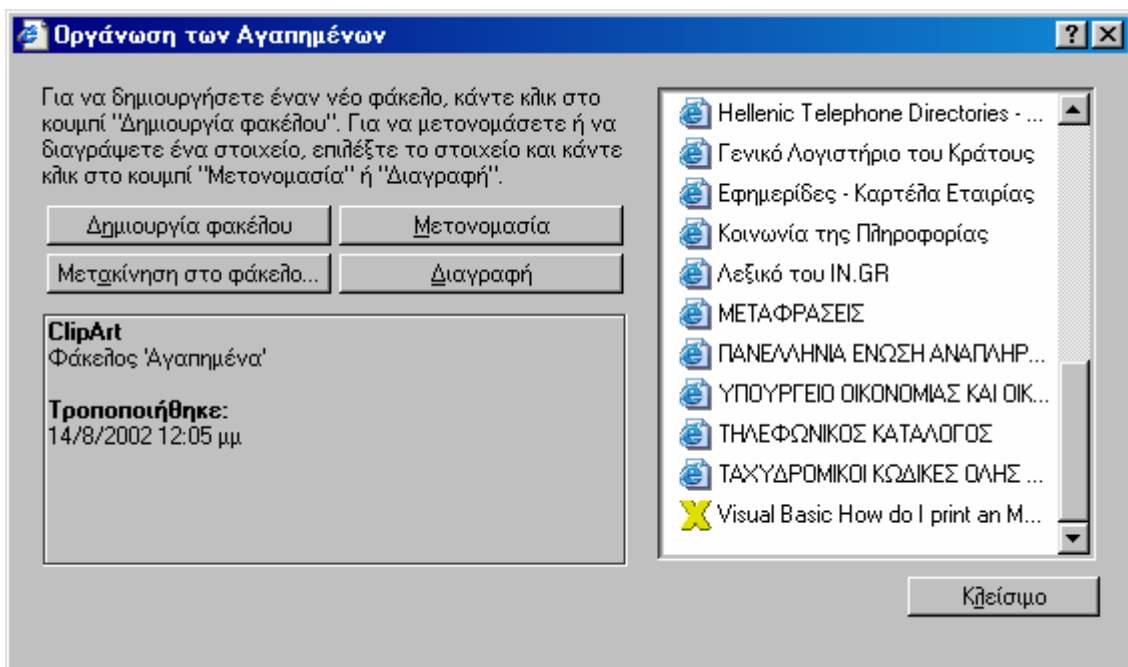 Οργάνωση των Αγαπημένων
Για να δημιουργήσετε έναν νέο φάκελο, κάντε κλικ στο
κουμπί "Δημιουργία φακέλου". Για να μετονομάσετε ή να
διαγράψετε ένα στοιχείο, επιλέξτε το στοιχείο και κάντε
κλικ στο κουμπί "Μετονομασία" ή "Διαγραφή".
Δημιουργία φακέλου
Μετονομασία
Μετακίνηση στο φάκελο...
Διαγραφή
ClipArt
Φάκελος 'Αγαπημένα'
Τροποποιήθηκε:
14/8/2002 12:05 μμ
Hellenic Telephone Directories - ...
Γενικό Λογιστήριο του Κράτους
Εφημερίδες - Καρτέλα Εταιρίας
Κοινωνία της Πληροφορίας
Λεξικό του IN.GR
ΜΕΤΑΦΡΑΣΕΙΣ
ΠΑΝΕΛΛΗΝΙΑ ΕΝΩΣΗ ΑΝΑΠΛΗΡ...
ΥΠΟΥΡΓΕΙΟ ΟΙΚΟΝΟΜΙΑΣ ΚΑΙ ΟΙΚ...
ΤΗΛΕΦΩΝΙΚΟΣ ΚΑΤΑΛΟΓΟΣ
ΤΑΧΥΔΡΟΜΙΚΟΙ ΚΩΔΙΚΕΣ ΟΛΗΣ ...
Visual Basic How do I print an M...
Κλείσιμο